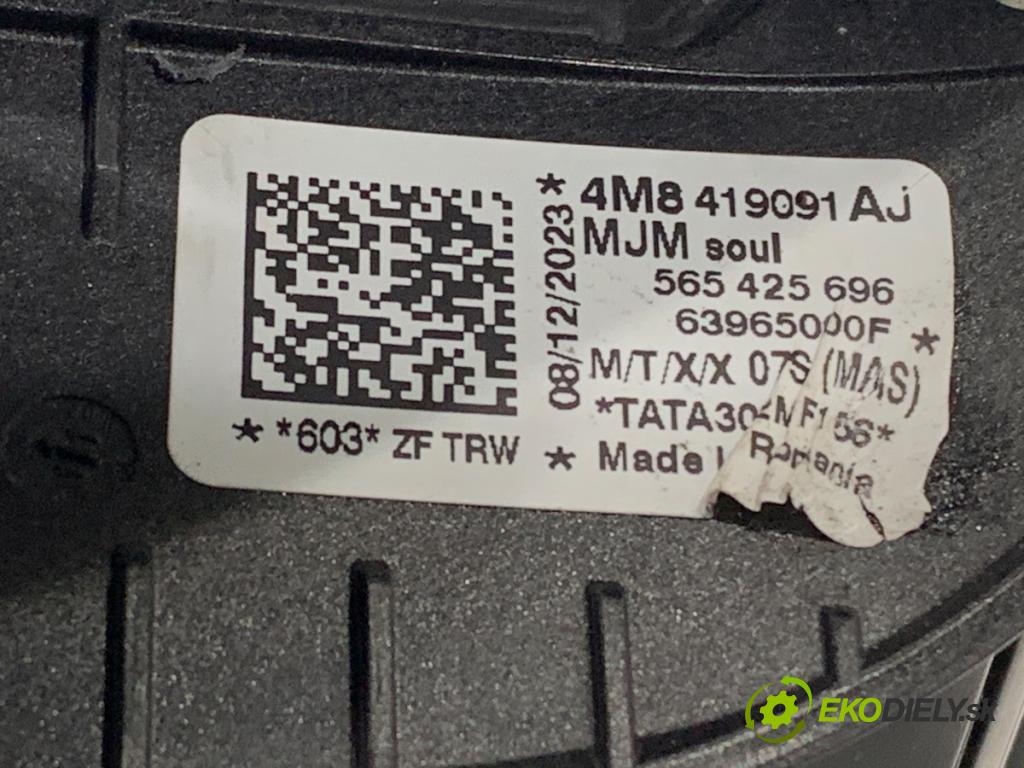 * 4M8 419091 AJ
08/12/2023
MJM soul
565 425 696
63965000F *
M/T/X/X 07S (MAS)
* *603* ZF TRW *
Made Romania
EKODIELY.sk